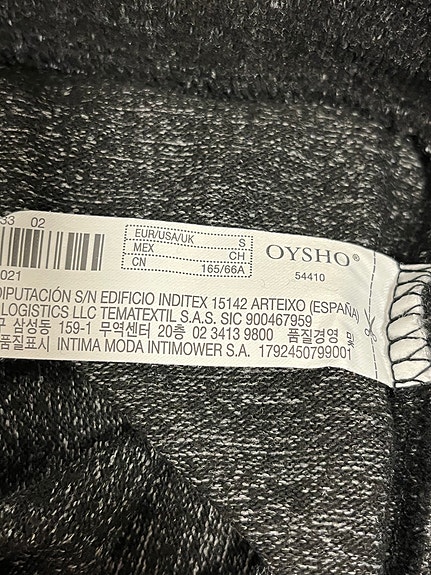 33 02
021
EUR/USA/UK S
MEX CH
CN 165/66A
OYSHO®
54410
DIPUTACIÓN S/N EDIFICIO INDITEX 15142 ARTEIXO (ESPAÑA)
LOGISTICS LLC TEMATEXTIL S.A.S. SIC 900467959
구 삼성동 159-1 무역센터 20층 02 3413 9800 품질경영 및
품질표시 INTIMA MODA INTIMOWER S.A. 1792450799001